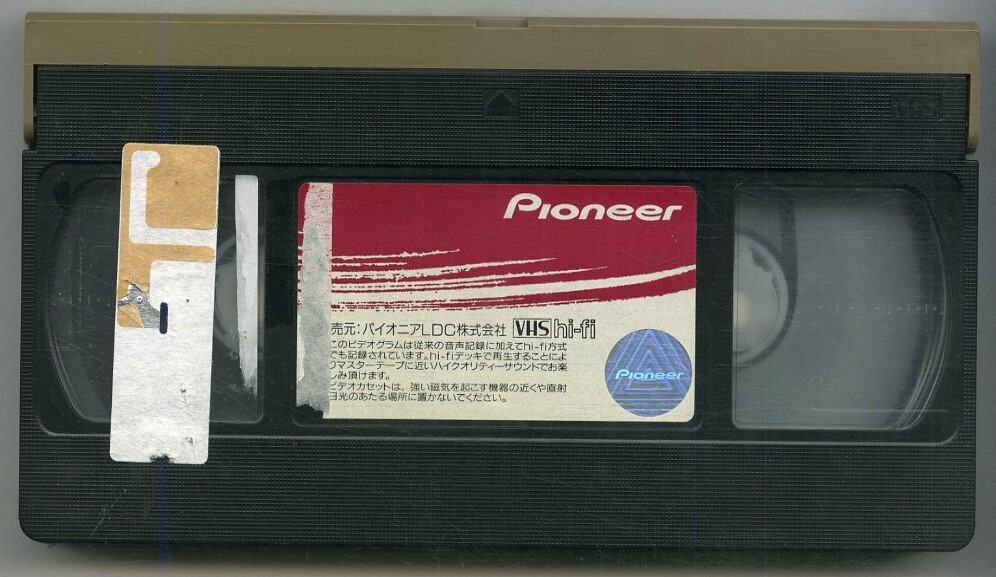 VHS
Pioneer
売元:パイオニアLDC株式会社 VHS hi-fi
このビデオグラムは従来の音声記録に加えてhi-fi方式
でも記録されています。hi-fiデッキで再生することによ
りマスターテープに近いハイクオリティーサウンドでお楽
しみ頂けます。
ビデオカセットは、強い磁気を起こす機器の近くや直射
日光のあたる場所に置かないでください。
Pioneer